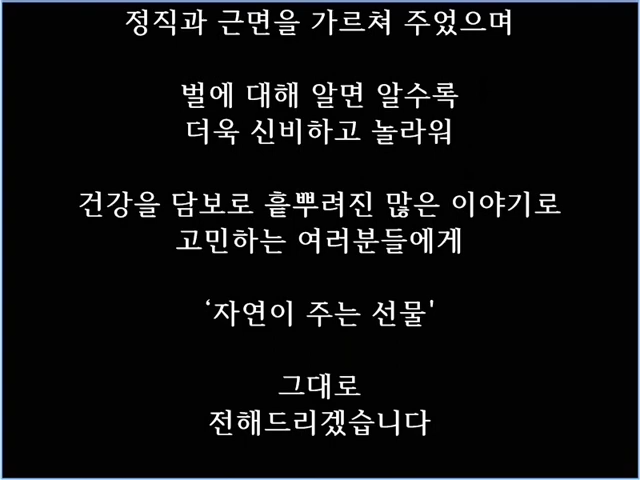 정직과 근면을 가르쳐 주었으며
벌에 대해 알면 알수록
더욱 신비하고 놀라워
건강을 담보로 흩뿌려진 많은 이야기로
고민하는 여러분들에게
‘자연이 주는 선물'
그대로
전해드리겠습니다